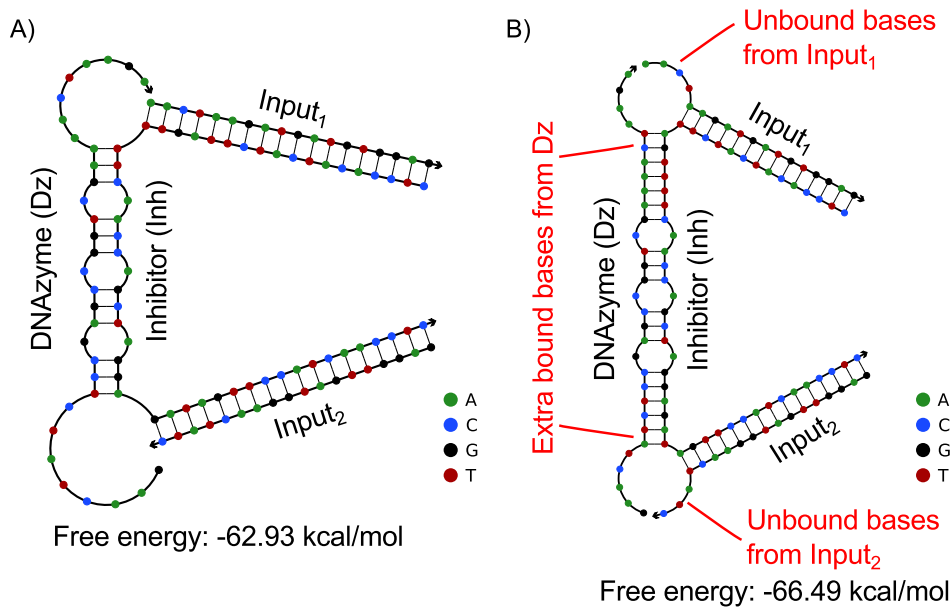 A)
Input₁
DNAzyme (Dz)
Inhibitor (Inh)
Input₂
A
C
G
T
Free energy: -62.93 kcal/mol
B)
Unbound bases
from Input₁
Input₁
Extra bound bases from Dz
DNAzyme (Dz)
Inhibitor (Inh)
Input₂
A
C
G
T
Unbound bases
from Input₂
Free energy: -66.49 kcal/mol